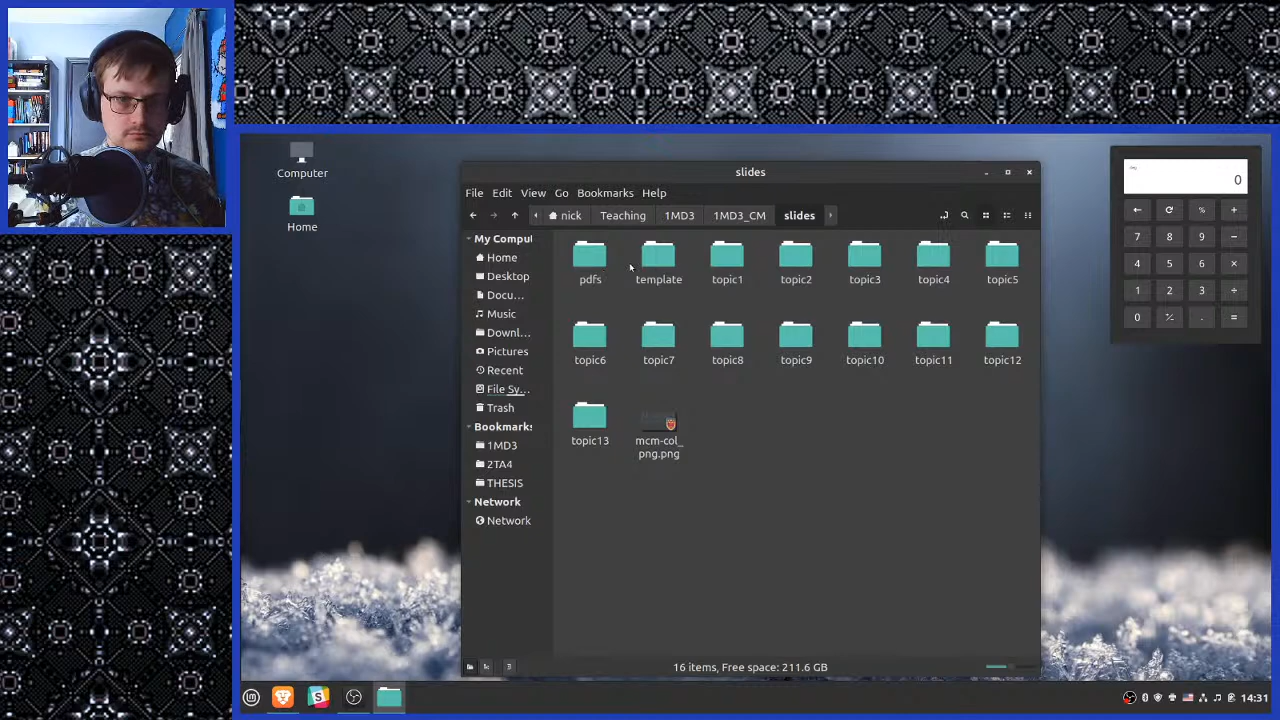 Computer
Home
slides
File Edit View Go Bookmarks Help
nick Teaching 1MD3 1MD3_CM slides
My Comput
Home
Desktop
Docu...
Music
Downl...
Pictures
Recent
File Sy...
Trash
Bookmarks
1MD3
2TA4
THESIS
Network
Network
pdfs template topic1 topic2 topic3 topic4 topic5
topic6 topic7 topic8 topic9 topic10 topic11 topic12
topic13 mcm-col_
png.png
16 items, Free space: 211.6 GB
0
← % +
7 8 9 −
4 5 6 ×
1 2 3 ÷
0 . =
S
14:31